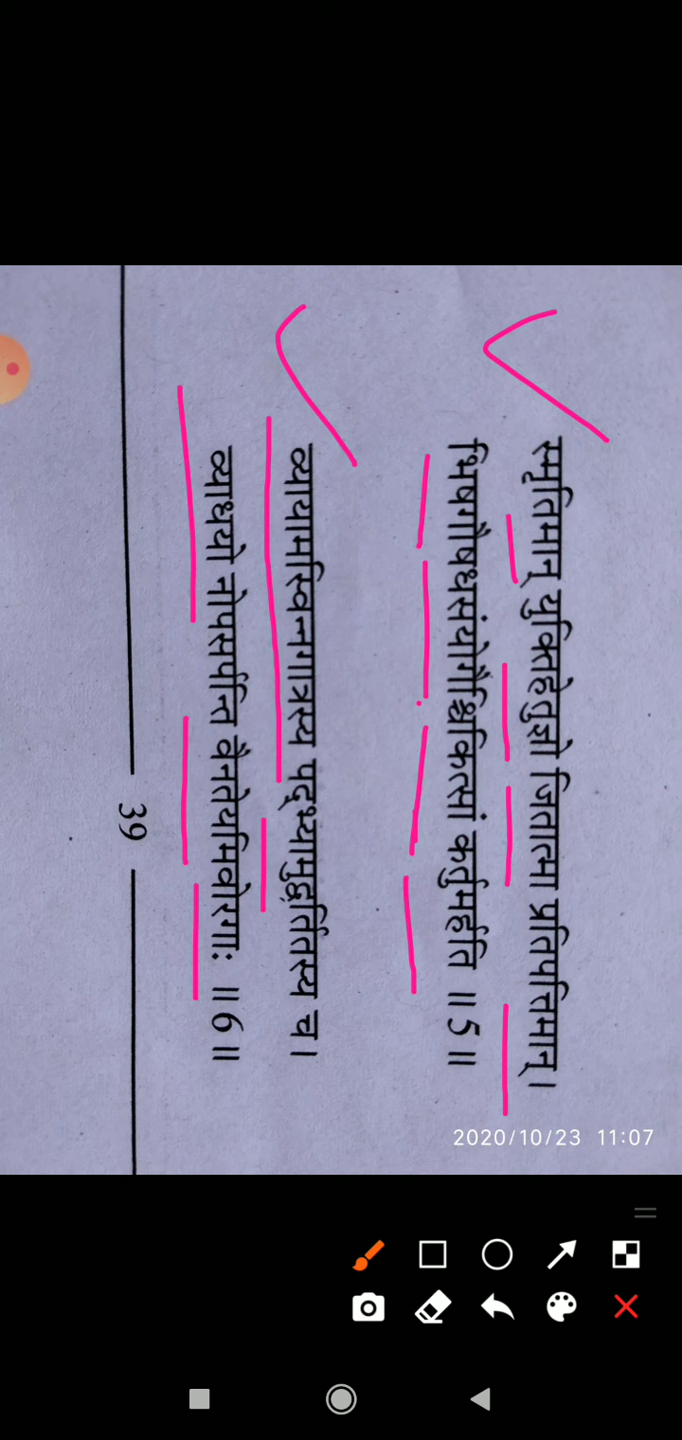 स्मृतिमान् युक्तिहेतुज्ञो जितात्मा प्रतिपत्तिमान्।
भिषगौषधसंयोगैश्चिकित्सां कर्तुमर्हति ॥5॥
व्यायामस्विन्नगात्रस्य पद्भ्यामुद्वर्तितस्य च।
व्याधयो नोपसर्पन्ति वैनतेयमिवोरगाः ॥6॥
39
2020/10/23 11:07